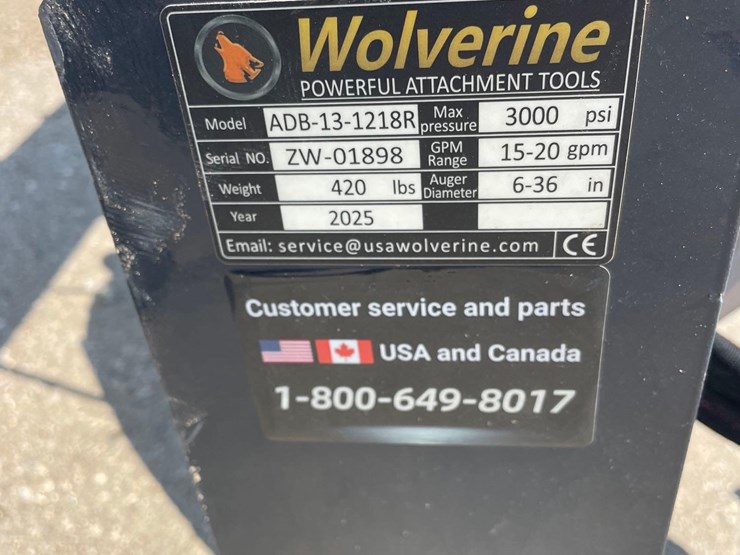 Wolverine
POWERFUL ATTACHMENT TOOLS
Model ADB-13-1218R Max pressure 3000 psi
Serial NO. ZW-01898 GPM Range 15-20 gpm
Weight 420 lbs Auger Diameter 6-36 in
Year 2025
Email: service@usawolverine.com CE
Customer service and parts
USA and Canada
1-800-649-8017